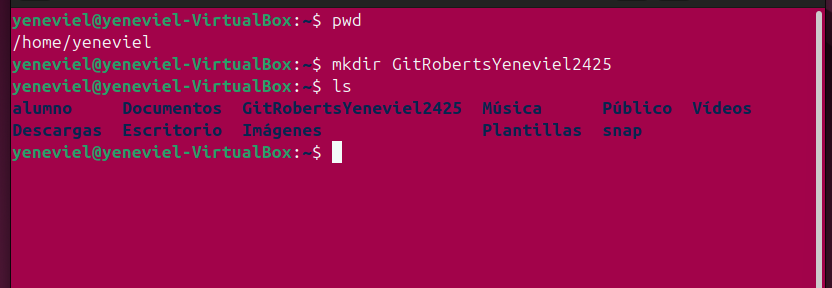 yeneviel@yeneviel-VirtualBox:~$ pwd
/home/yeneviel
yeneviel@yeneviel-VirtualBox:~$ mkdir GitRobertsYeneviel2425
yeneviel@yeneviel-VirtualBox:~$ ls
alumno     Documentos  GitRobertsYeneviel2425  Música      Público  Vídeos
Descargas  Escritorio  Imágenes                Plantillas  snap
yeneviel@yeneviel-VirtualBox:~$